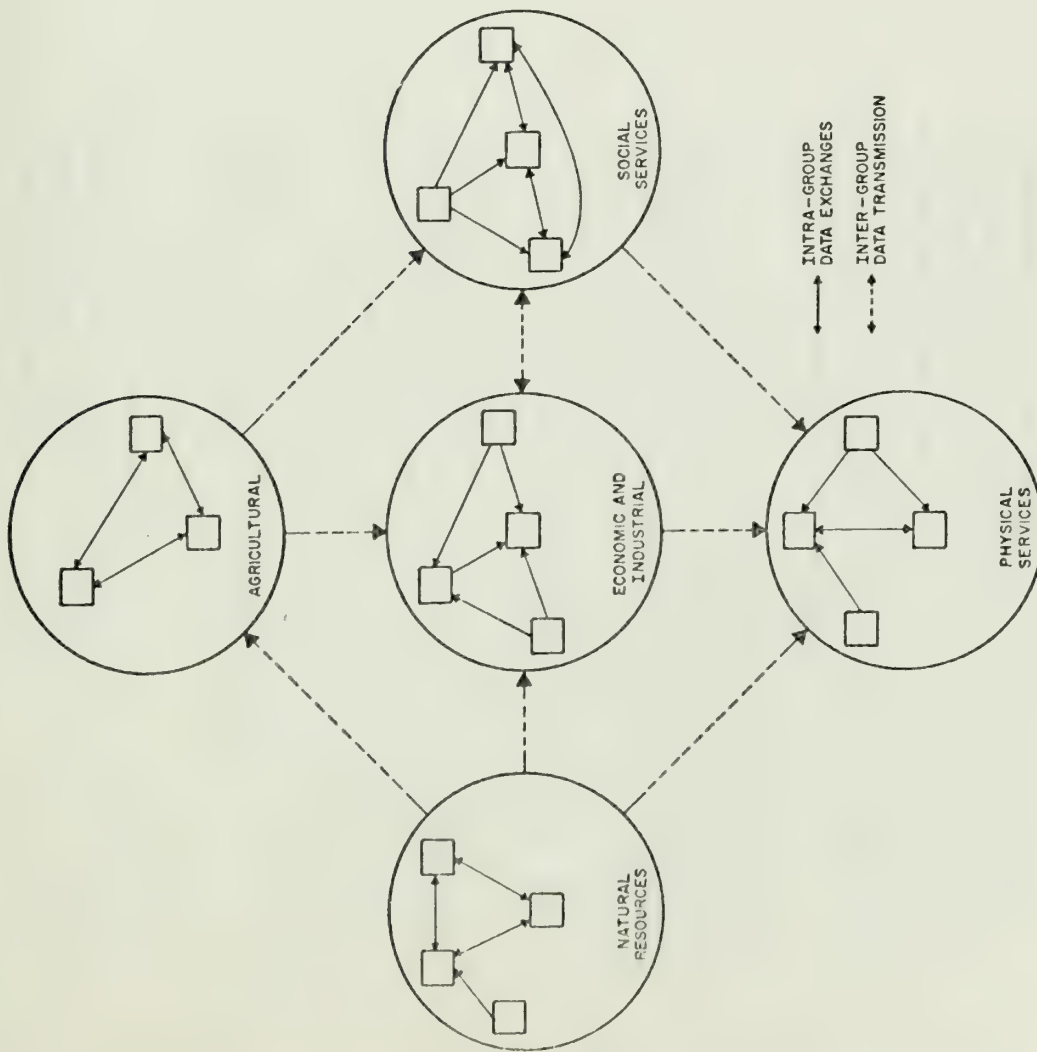 AGRICULTURAL
NATURAL
RESOURCES
ECONOMIC AND
INDUSTRIAL
SOCIAL
SERVICES
PHYSICAL
SERVICES
INTRA-GROUP
DATA EXCHANGES
INTER-GROUP
DATA TRANSMISSION